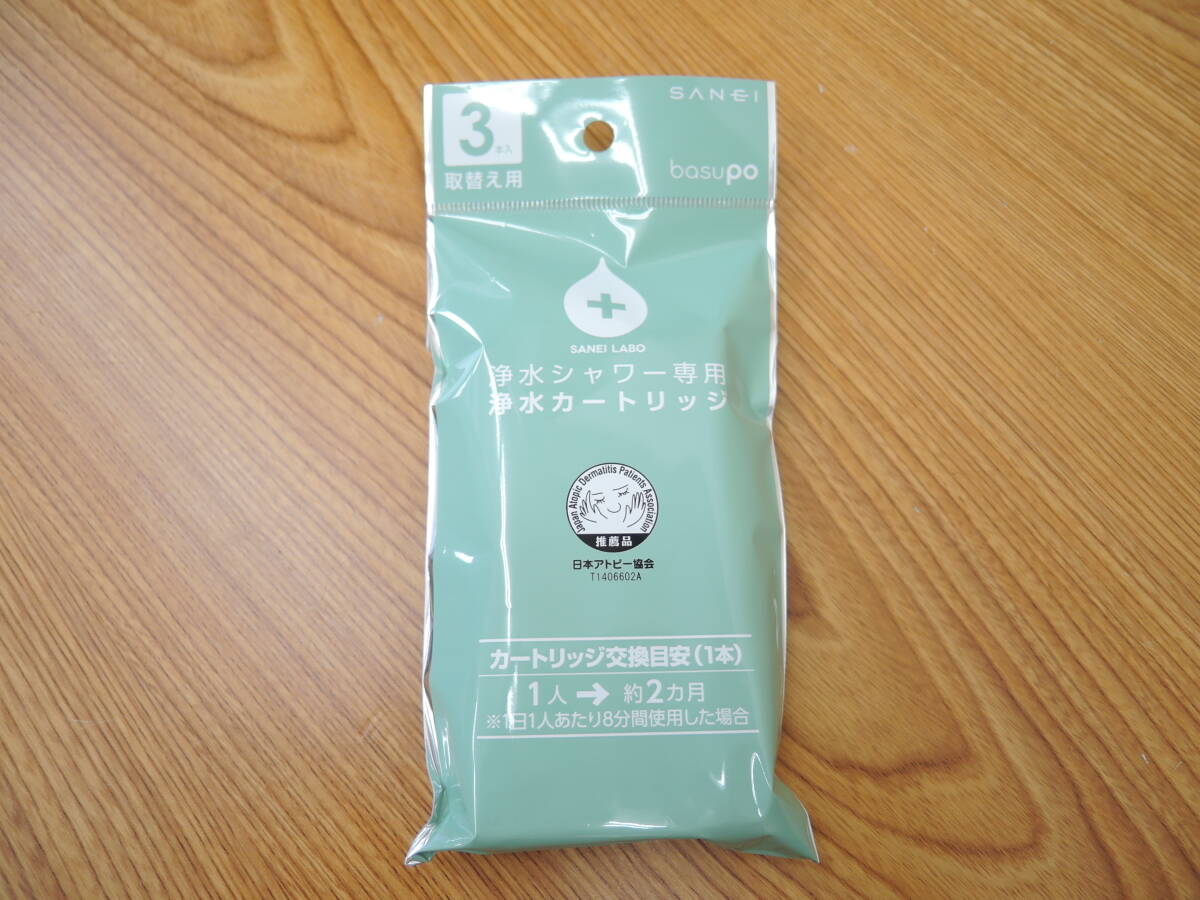 3本入
取替え用
SANEI
basupo
SANEI LABO
浄水シャワー専用
浄水カートリッジ
Japan Atopic Dermatitis Patients Association
推薦品
日本アトピー協会
T1406602A
カートリッジ交換目安(1本)
1人→約2カ月
※1日1人あたり8分間使用した場合